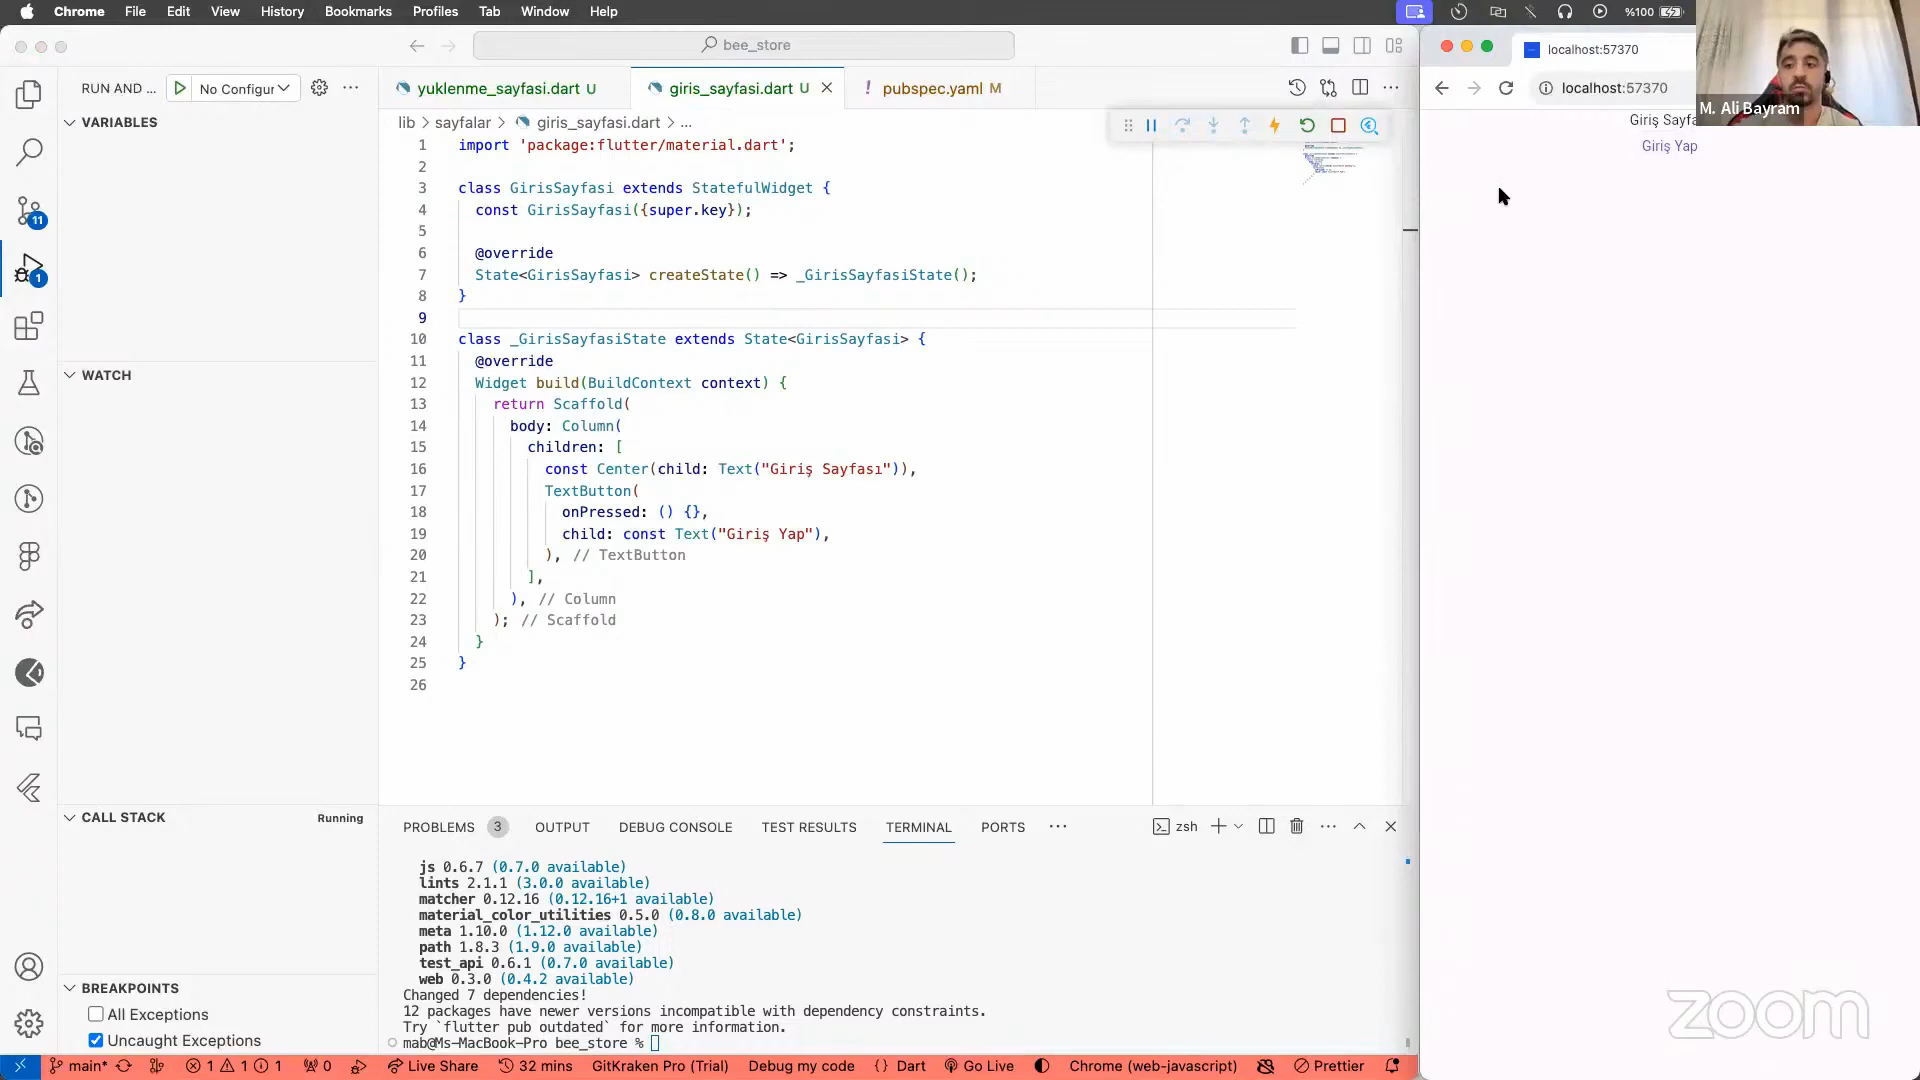 Chrome File Edit View History Bookmarks Profiles Tab Window Help %100
bee_store
localhost:57370
RUN AND ... No Configur
yuklenme_sayfasi.dart U
giris_sayfasi.dart U
pubspec.yaml M
localhost:57370
M. Ali Bayram
VARIABLES
lib > sayfalar > giris_sayfasi.dart > ...
Giriş Sayfa
Giriş Yap
1 import 'package:flutter/material.dart';
2
3 class GirisSayfasi extends StatefulWidget {
4 const GirisSayfasi({super.key});
5
6 @override
7 State<GirisSayfasi> createState() => _GirisSayfasiState();
8 }
9
10 class _GirisSayfasiState extends State<GirisSayfasi> {
11 @override
12 Widget build(BuildContext context) {
13 return Scaffold(
14 body: Column(
15 children: [
16 const Center(child: Text("Giriş Sayfası")),
17 TextButton(
18 onPressed: () {},
19 child: const Text("Giriş Yap"),
20 ), // TextButton
21 ],
22 ), // Column
23 ); // Scaffold
24 }
25 }
26
11
1
WATCH
CALL STACK Running
BREAKPOINTS
All Exceptions
Uncaught Exceptions
PROBLEMS 3 OUTPUT DEBUG CONSOLE TEST RESULTS TERMINAL PORTS ... zsh
js 0.6.7 (0.7.0 available)
lints 2.1.1 (3.0.0 available)
matcher 0.12.16 (0.12.16+1 available)
material_color_utilities 0.5.0 (0.8.0 available)
meta 1.10.0 (1.12.0 available)
path 1.8.3 (1.9.0 available)
test_api 0.6.1 (0.7.0 available)
web 0.3.0 (0.4.2 available)
Changed 7 dependencies!
12 packages have newer versions incompatible with dependency constraints.
Try `flutter pub outdated` for more information.
mab@Ms-MacBook-Pro bee_store %
zoom
main* 1 1 1 0 Live Share 32 mins GitKraken Pro (Trial) Debug my code {} Dart Go Live Chrome (web-javascript) Prettier